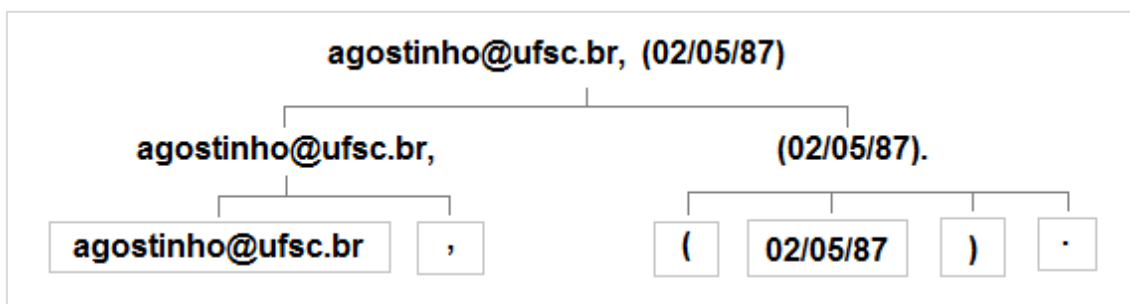 agostinho@ufsc.br, (02/05/87)
agostinho@ufsc.br, (02/05/87).
agostinho@ufsc.br , ( 02/05/87 ) .